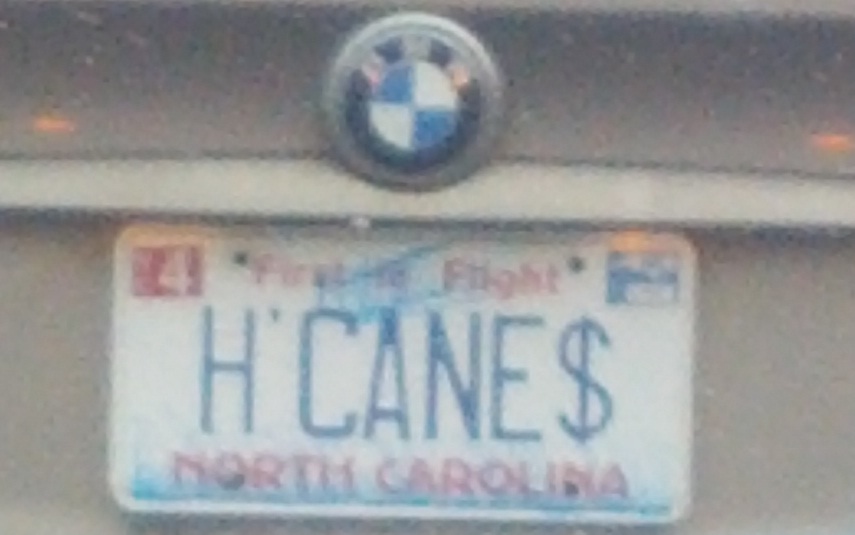 "First in Flight"
H'CANE$
NORTH CAROLINA